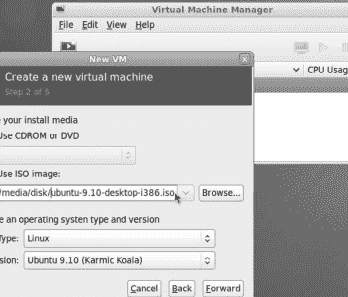 Virtual Machine Manager
File Edit View Help
New VM
Create a new virtual machine
Step 2 of 5
CPU Usag
your install media
Use CDROM or DVD
Use ISO image:
/media/disk/ubuntu-9.10-desktop-i386.iso
Browse...
e an operating system type and version
Type: Linux
sion: Ubuntu 9.10 (Karmic Koala)
Cancel Back Forward